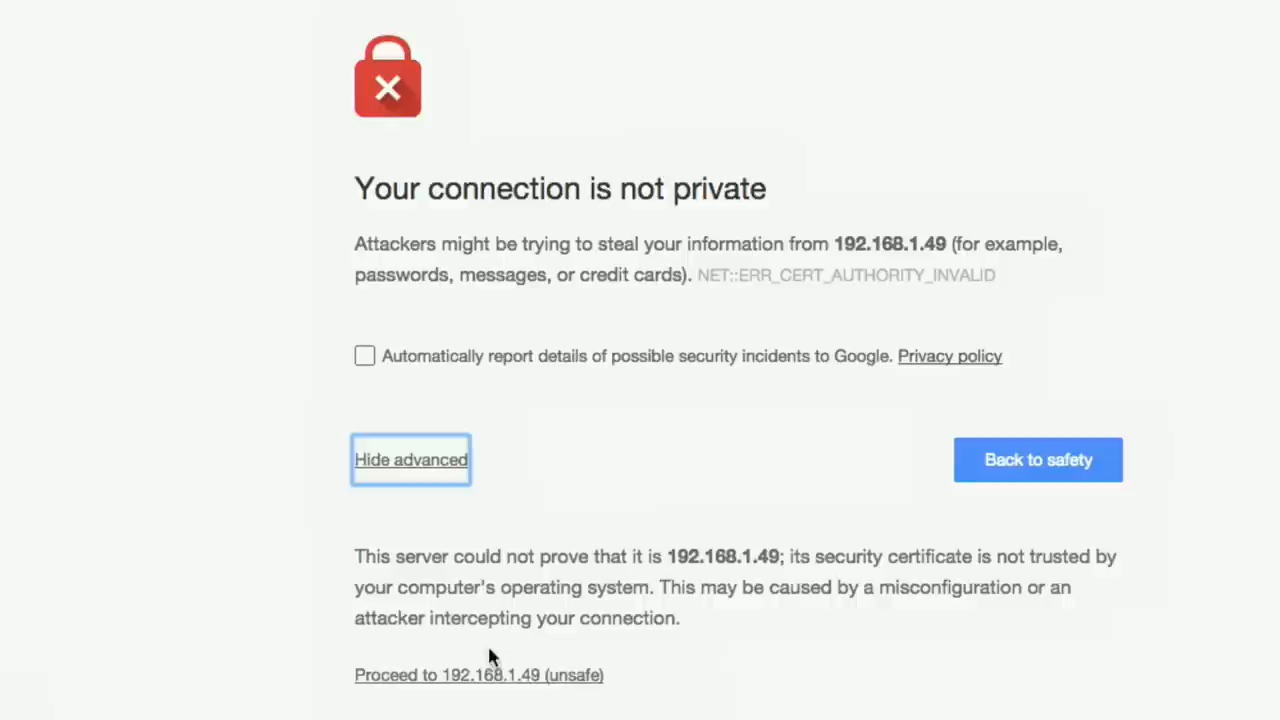 Your connection is not private
Attackers might be trying to steal your information from 192.168.1.49 (for example,
passwords, messages, or credit cards). NET::ERR_CERT_AUTHORITY_INVALID
Automatically report details of possible security incidents to Google. Privacy policy
Hide advanced
Back to safety
This server could not prove that it is 192.168.1.49; its security certificate is not trusted by
your computer's operating system. This may be caused by a misconfiguration or an
attacker intercepting your connection.
Proceed to 192.168.1.49 (unsafe)